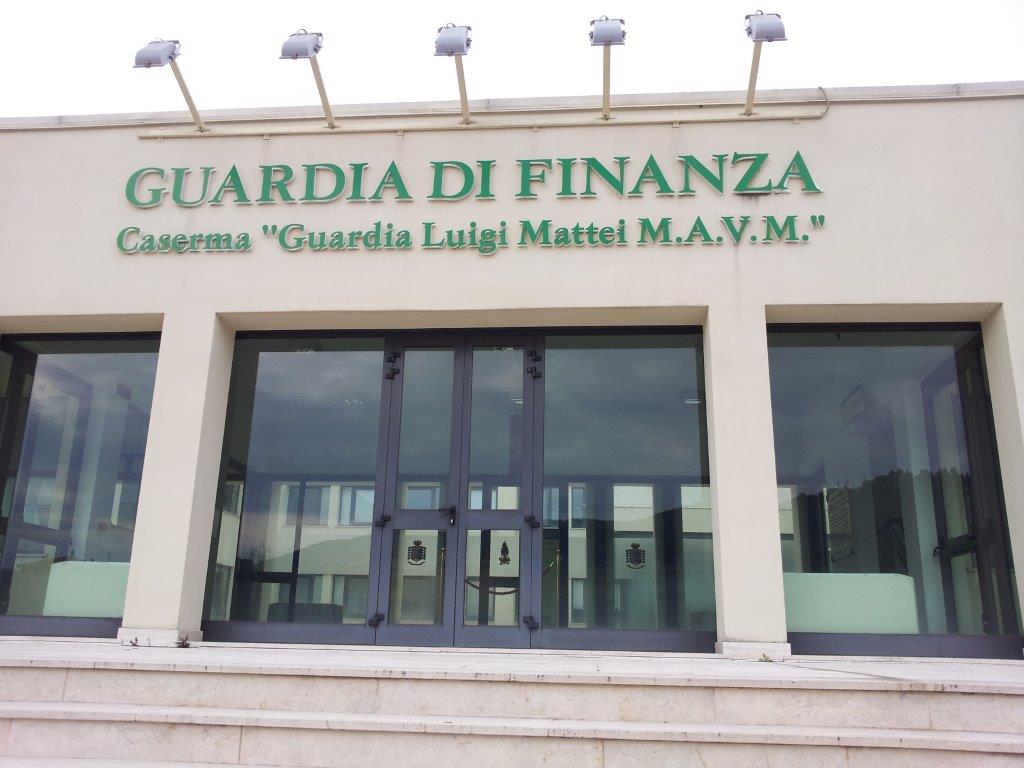 GUARDIA DI FINANZA
Caserma "Guardia Luigi Mattei M.A.V.M."